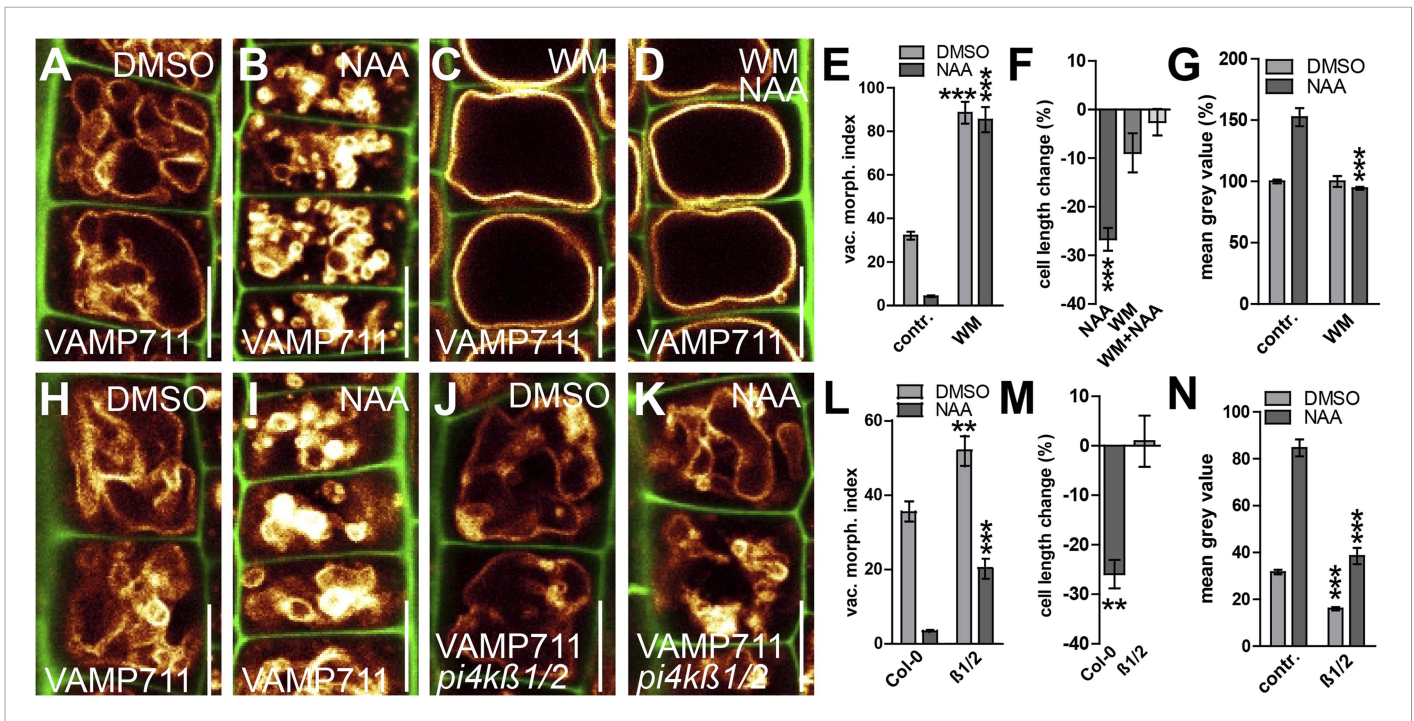 A DMSO
VAMP711
B NAA
VAMP711
C WM
VAMP711
D WM
NAA
VAMP711
E
DMSO
NAA
vac. morph. index
100
80
60
40
20
0
***
***
contr.
WM
F
cell length change (%)
10
0
-10
-20
-30
-40
***
NAA
WM
WM+NAA
G
DMSO
NAA
mean grey value (%)
200
150
100
50
0
***
contr.
WM
H DMSO
VAMP711
I NAA
VAMP711
J DMSO
VAMP711
pi4kß1/2
K NAA
VAMP711
pi4kß1/2
L
DMSO
NAA
vac. morph. index
60
40
20
0
**
***
Col-0
ß1/2
M
cell length change (%)
10
0
-10
-20
-30
-40
**
Col-0
ß1/2
N
DMSO
NAA
mean grey value
100
80
60
40
20
0
***
***
contr.
ß1/2